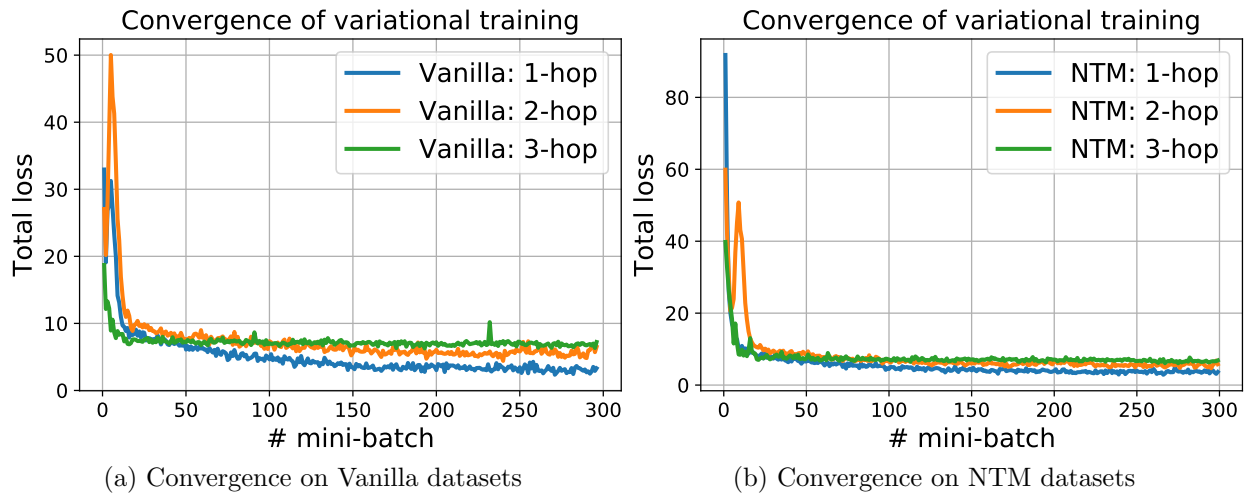 Convergence of variational training
50
40
30
20
10
0
Total loss
Vanilla: 1-hop
Vanilla: 2-hop
Vanilla: 3-hop
0 50 100 150 200 250 300
# mini-batch
(a) Convergence on Vanilla datasets
Convergence of variational training
80
60
40
20
0
Total loss
NTM: 1-hop
NTM: 2-hop
NTM: 3-hop
0 50 100 150 200 250 300
# mini-batch
(b) Convergence on NTM datasets